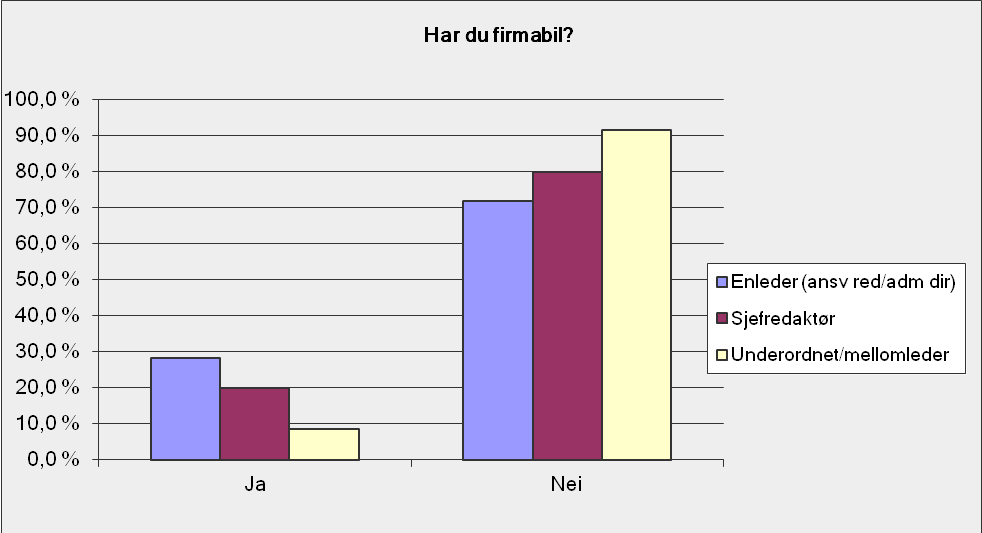 Har du firmabil?
100,0 %
90,0 %
80,0 %
70,0 %
60,0 %
50,0 %
40,0 %
30,0 %
20,0 %
10,0 %
0,0 %
Ja
Nei
Enleder (ansv red/adm dir)
Sjefredaktør
Underordnet/mellomleder